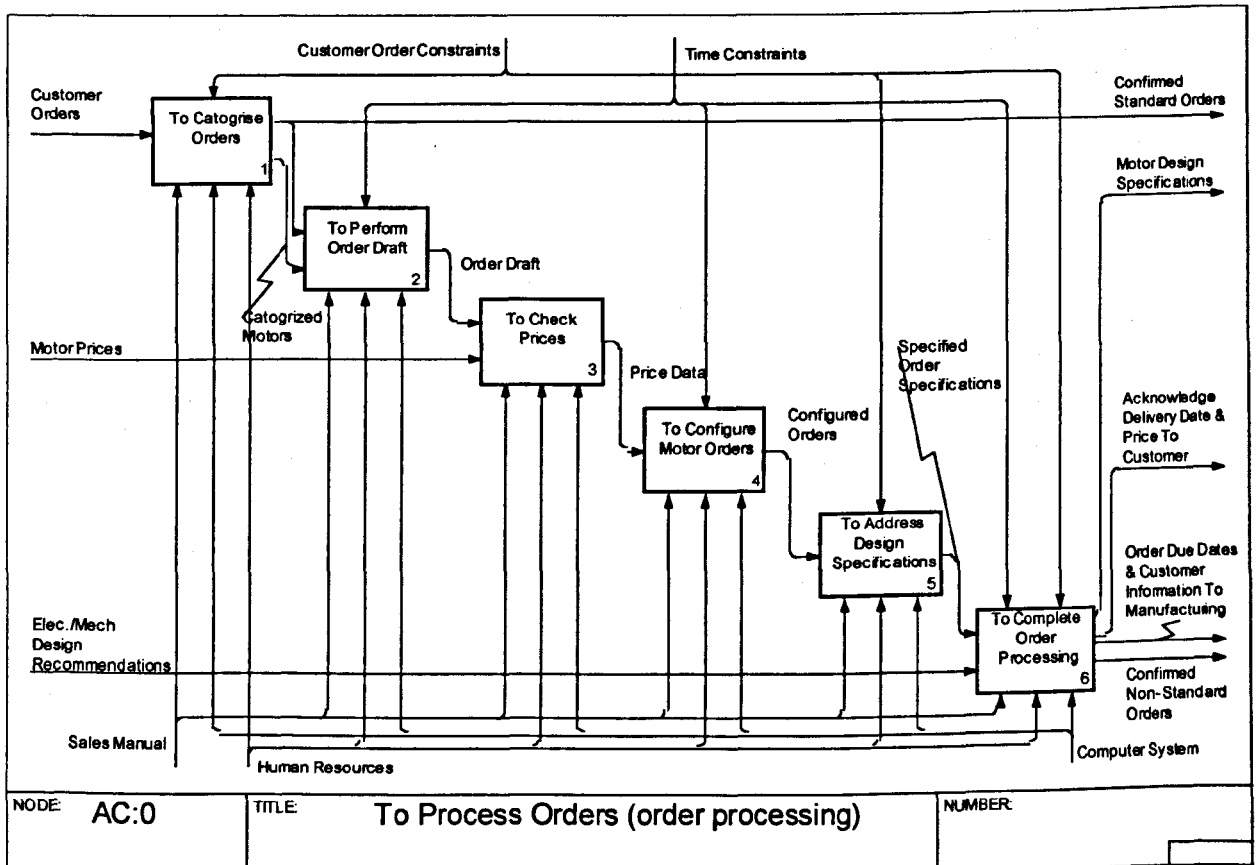 Customer Order Constraints
Time Constraints
Customer
Orders
Confirmed
Standard Orders
To Catogrise
Orders
1
Motor Design
Specifications
To Perform
Order Draft
2
Order Draft
Catogrized
Motors
To Check
Prices
3
Motor Prices
Price Data
Specified
Order
Specifications
Acknowledge
Delivery Date &
Price To
Customer
To Configure
Motor Orders
4
Configured
Orders
To Address
Design
Specifications
5
Order Due Dates
& Customer
Information To
Manufacturing
To Complete
Order
Processing
6
Elec./Mech
Design
Recommendations
Confirmed
Non-Standard
Orders
Sales Manual
Human Resources
Computer System
NODE: AC:0
TITLE: To Process Orders (order processing)
NUMBER: